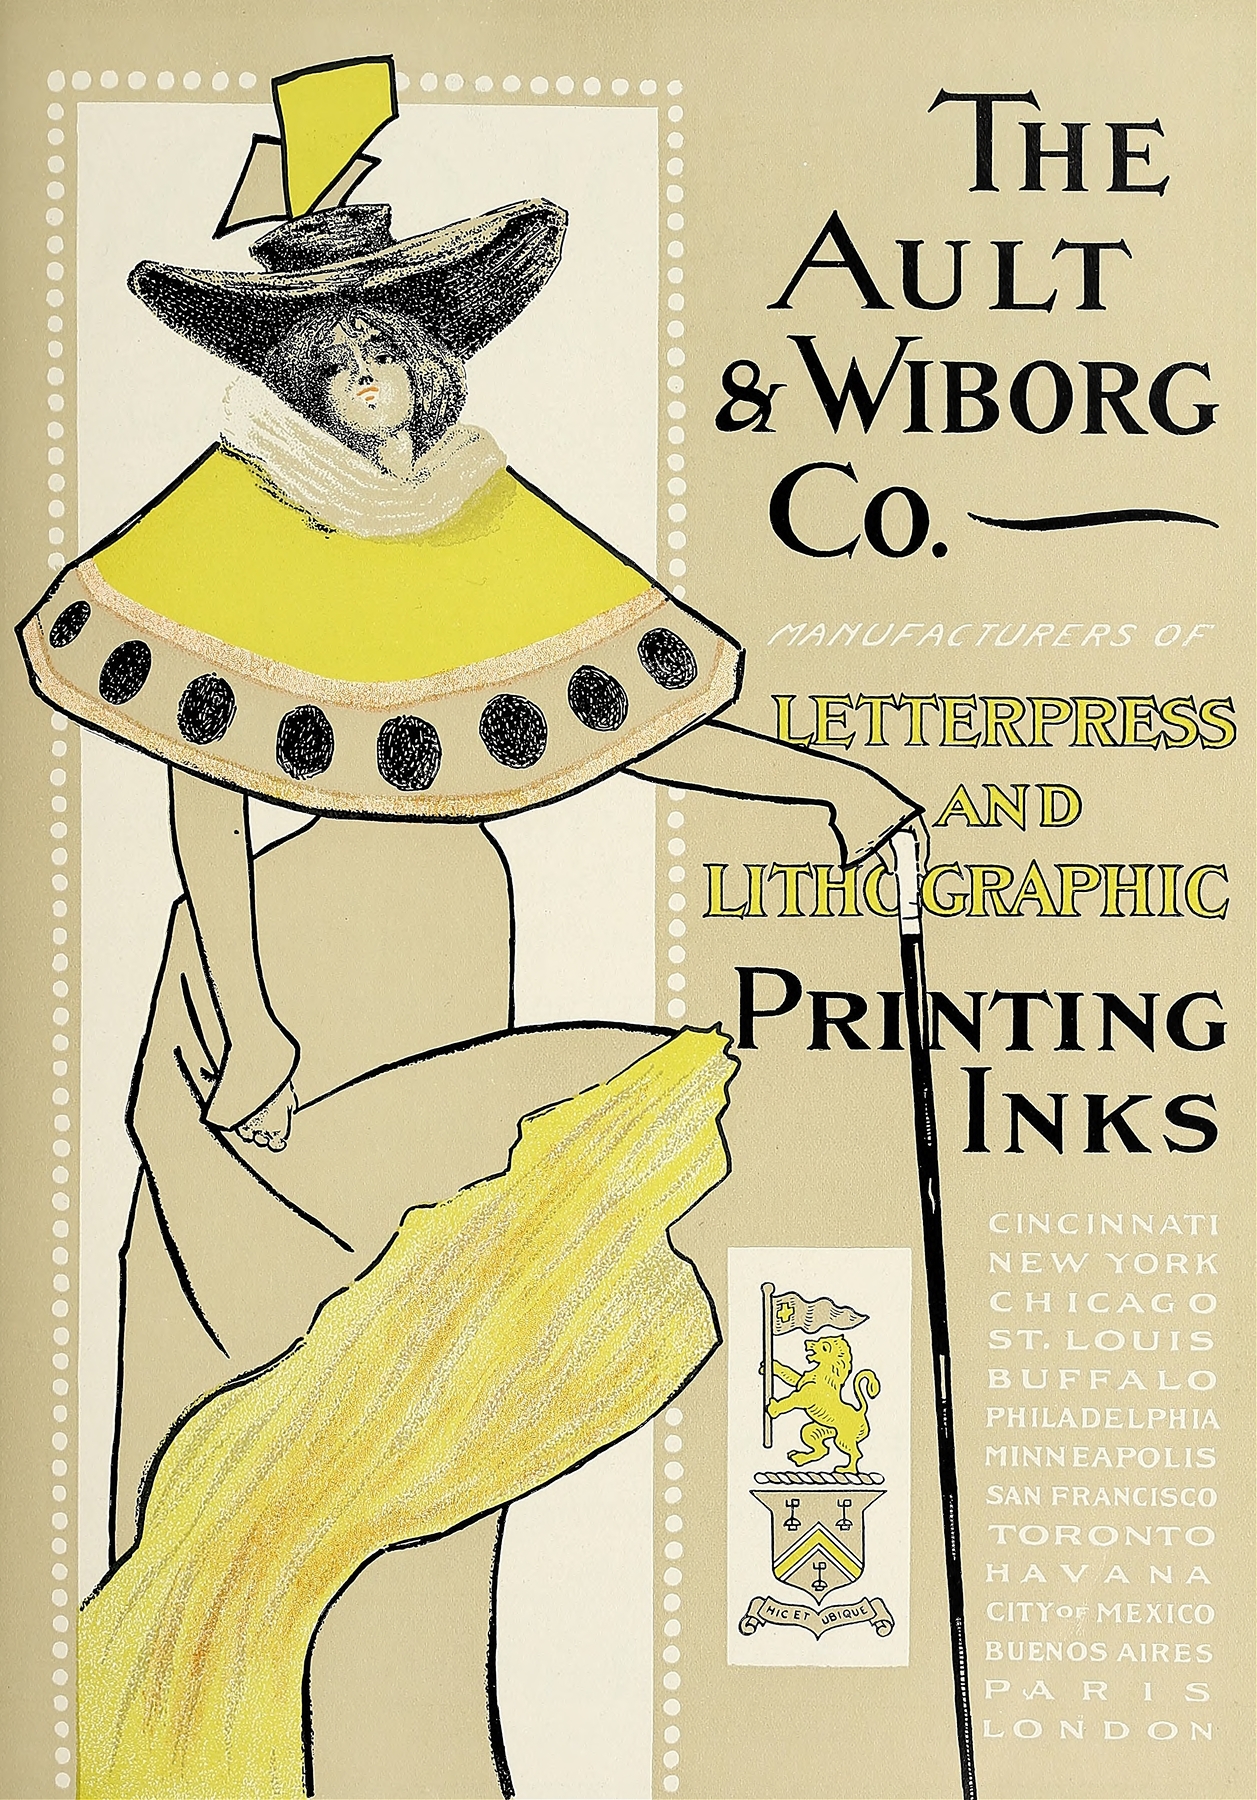 THE
AULT
& WIBORG
CO.
MANUFACTURERS OF
LETTERPRESS
AND
LITHOGRAPHIC
PRINTING
INKS
CINCINNATI
NEW YORK
CHICAGO
ST. LOUIS
BUFFALO
PHILADELPHIA
MINNEAPOLIS
SAN FRANCISCO
TORONTO
HAVANA
CITY OF MEXICO
BUENOS AIRES
PARIS
LONDON
HIC ET UBIQUE